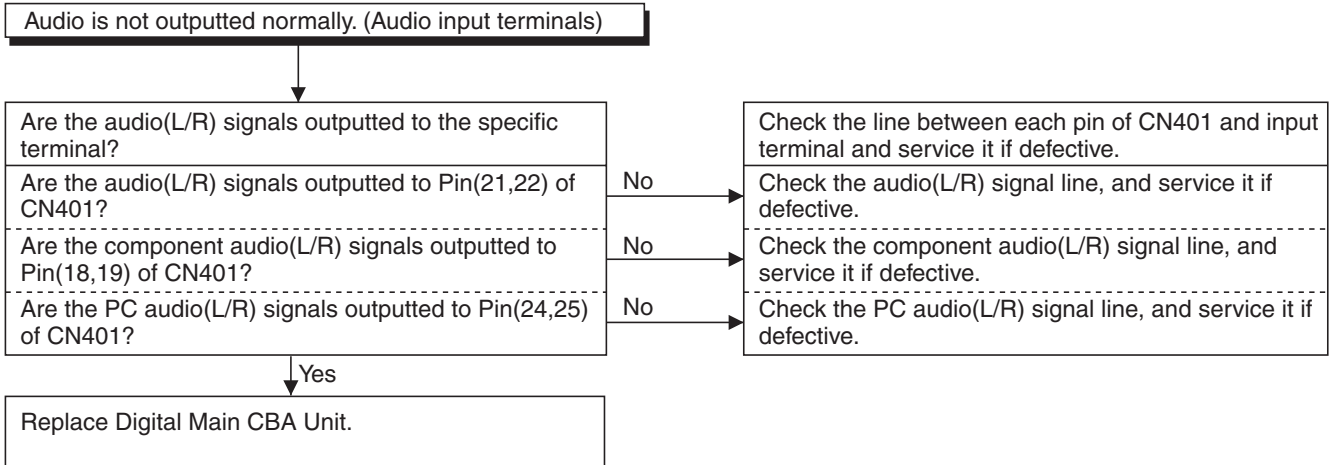 Audio is not outputted normally. (Audio input terminals)
Are the audio(L/R) signals outputted to the specific
terminal?
Check the line between each pin of CN401 and input
terminal and service it if defective.
Are the audio(L/R) signals outputted to Pin(21,22) of
CN401?
No
Check the audio(L/R) signal line, and service it if
defective.
Are the component audio(L/R) signals outputted to
Pin(18,19) of CN401?
No
Check the component audio(L/R) signal line, and
service it if defective.
Are the PC audio(L/R) signals outputted to Pin(24,25)
of CN401?
No
Check the PC audio(L/R) signal line, and service it if
defective.
Yes
Replace Digital Main CBA Unit.